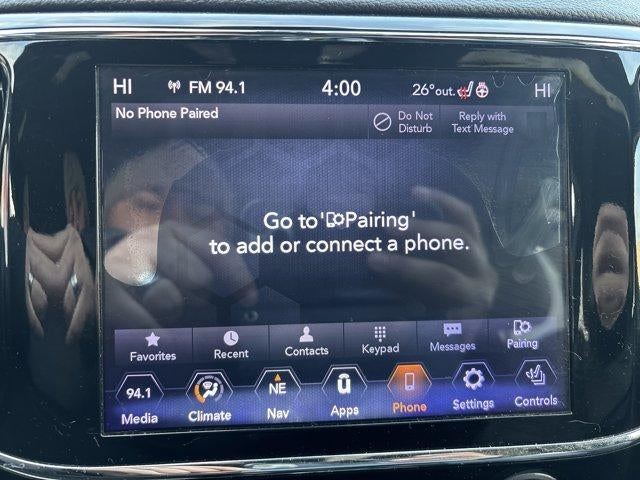 HI FM 94.1 4:00 26°out. HI
No Phone Paired
Do Not
Disturb
Reply with
Text Message
Go to 'Pairing'
to add or connect a phone.
Favorites Recent Contacts Keypad Messages Pairing
94.1 NE
Media Climate Nav Apps Phone Settings Controls